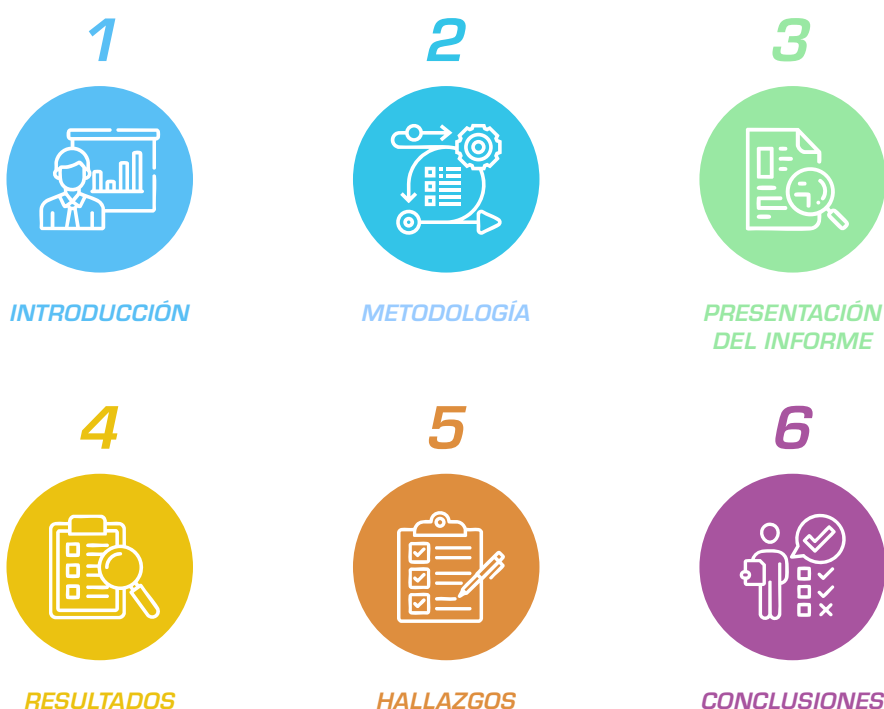 1
2
3
INTRODUCCIÓN
METODOLOGÍA
PRESENTACIÓN
DEL INFORME
4
5
6
RESULTADOS
HALLAZGOS
CONCLUSIONES